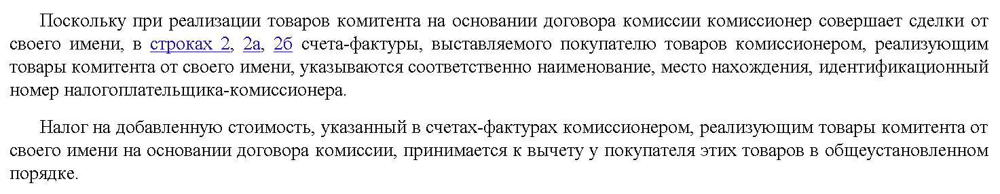 Поскольку при реализации товаров комитента на основании договора комиссии комиссионер совершает сделки от
своего имени, в строках 2, 2а, 2б счета-фактуры, выставляемого покупателю товаров комиссионером, реализующим
товары комитента от своего имени, указываются соответственно наименование, место нахождения, идентификационный
номер налогоплательщика-комиссионера.
Налог на добавленную стоимость, указанный в счетах-фактурах комиссионером, реализующим товары комитента от
своего имени на основании договора комиссии, принимается к вычету у покупателя этих товаров в общеустановленном
порядке.